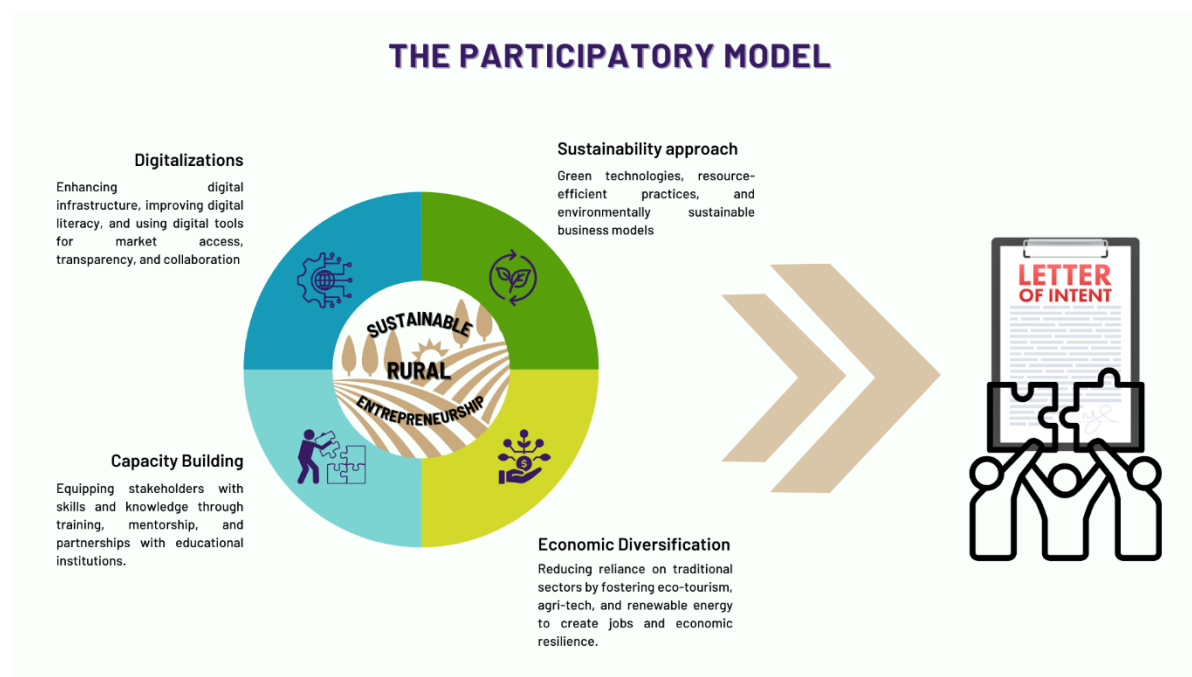 THE PARTICIPATORY MODEL
Digitalizations
Enhancing digital
infrastructure, improving digital
literacy, and using digital tools
for market access,
transparency, and collaboration
Sustainability approach
Green technologies, resource-
efficient practices, and
environmentally sustainable
business models
SUSTAINABLE
RURAL
ENTREPRENEURSHIP
LETTER
OF INTENT
Capacity Building
Equipping stakeholders with
skills and knowledge through
training, mentorship, and
partnerships with educational
institutions.
Economic Diversification
Reducing reliance on traditional
sectors by fostering eco-tourism,
agri-tech, and renewable energy
to create jobs and economic
resilience.